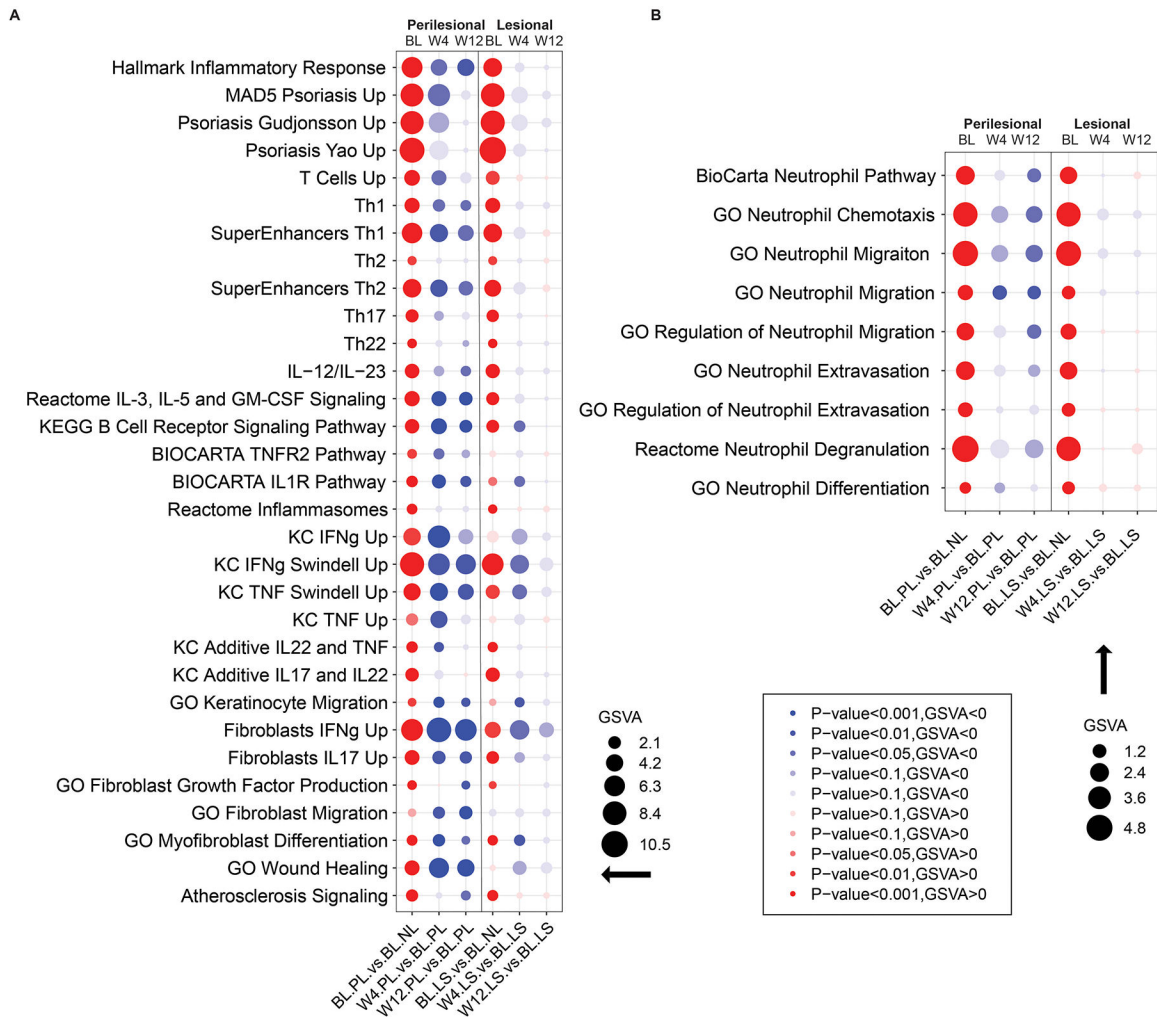 A
Perilesional Lesional
BL W4 W12 BL W4 W12
Hallmark Inflammatory Response
MAD5 Psoriasis Up
Psoriasis Gudjonsson Up
Psoriasis Yao Up
T Cells Up
Th1
SuperEnhancers Th1
Th2
SuperEnhancers Th2
Th17
Th22
IL−12/IL−23
Reactome IL-3, IL-5 and GM-CSF Signaling
KEGG B Cell Receptor Signaling Pathway
BIOCARTA TNFR2 Pathway
BIOCARTA IL1R Pathway
Reactome Inflammasomes
KC IFNg Up
KC IFNg Swindell Up
KC TNF Swindell Up
KC TNF Up
KC Additive IL22 and TNF
KC Additive IL17 and IL22
GO Keratinocyte Migration
Fibroblasts IFNg Up
Fibroblasts IL17 Up
GO Fibroblast Growth Factor Production
GO Fibroblast Migration
GO Myofibroblast Differentiation
GO Wound Healing
Atherosclerosis Signaling
BL.PL.vs.BL.NL
W4.PL.vs.BL.PL
W12.PL.vs.BL.PL
BL.LS.vs.BL.NL
W4.LS.vs.BL.LS
W12.LS.vs.BL.LS
GSVA
2.1
4.2
6.3
8.4
10.5
B
Perilesional Lesional
BL W4 W12 BL W4 W12
BioCarta Neutrophil Pathway
GO Neutrophil Chemotaxis
GO Neutrophil Migraiton
GO Neutrophil Migration
GO Regulation of Neutrophil Migration
GO Neutrophil Extravasation
GO Regulation of Neutrophil Extravasation
Reactome Neutrophil Degranulation
GO Neutrophil Differentiation
BL.PL.vs.BL.NL
W4.PL.vs.BL.PL
W12.PL.vs.BL.PL
BL.LS.vs.BL.NL
W4.LS.vs.BL.LS
W12.LS.vs.BL.LS
P−value<0.001,GSVA<0
P−value<0.01,GSVA<0
P−value<0.05,GSVA<0
P−value<0.1,GSVA<0
P−value>0.1,GSVA<0
P−value>0.1,GSVA>0
P−value<0.1,GSVA>0
P−value<0.05,GSVA>0
P−value<0.01,GSVA>0
P−value<0.001,GSVA>0
GSVA
1.2
2.4
3.6
4.8